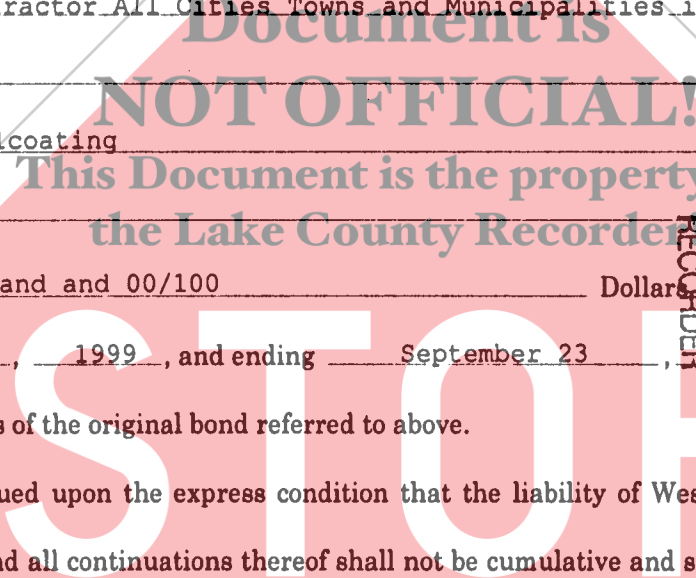 ractor All Cities Towns and Municipalities i
Document is
NOT OFFICIAL!
lcoating
This Document is the property
the Lake County Recorder
RECORDER
and and 00/100 Dollars
, 1999 , and ending September 23 ,
STO
s of the original bond referred to above.
ued upon the express condition that the liability of Wes
nd all continuations thereof shall not be cumulative and s